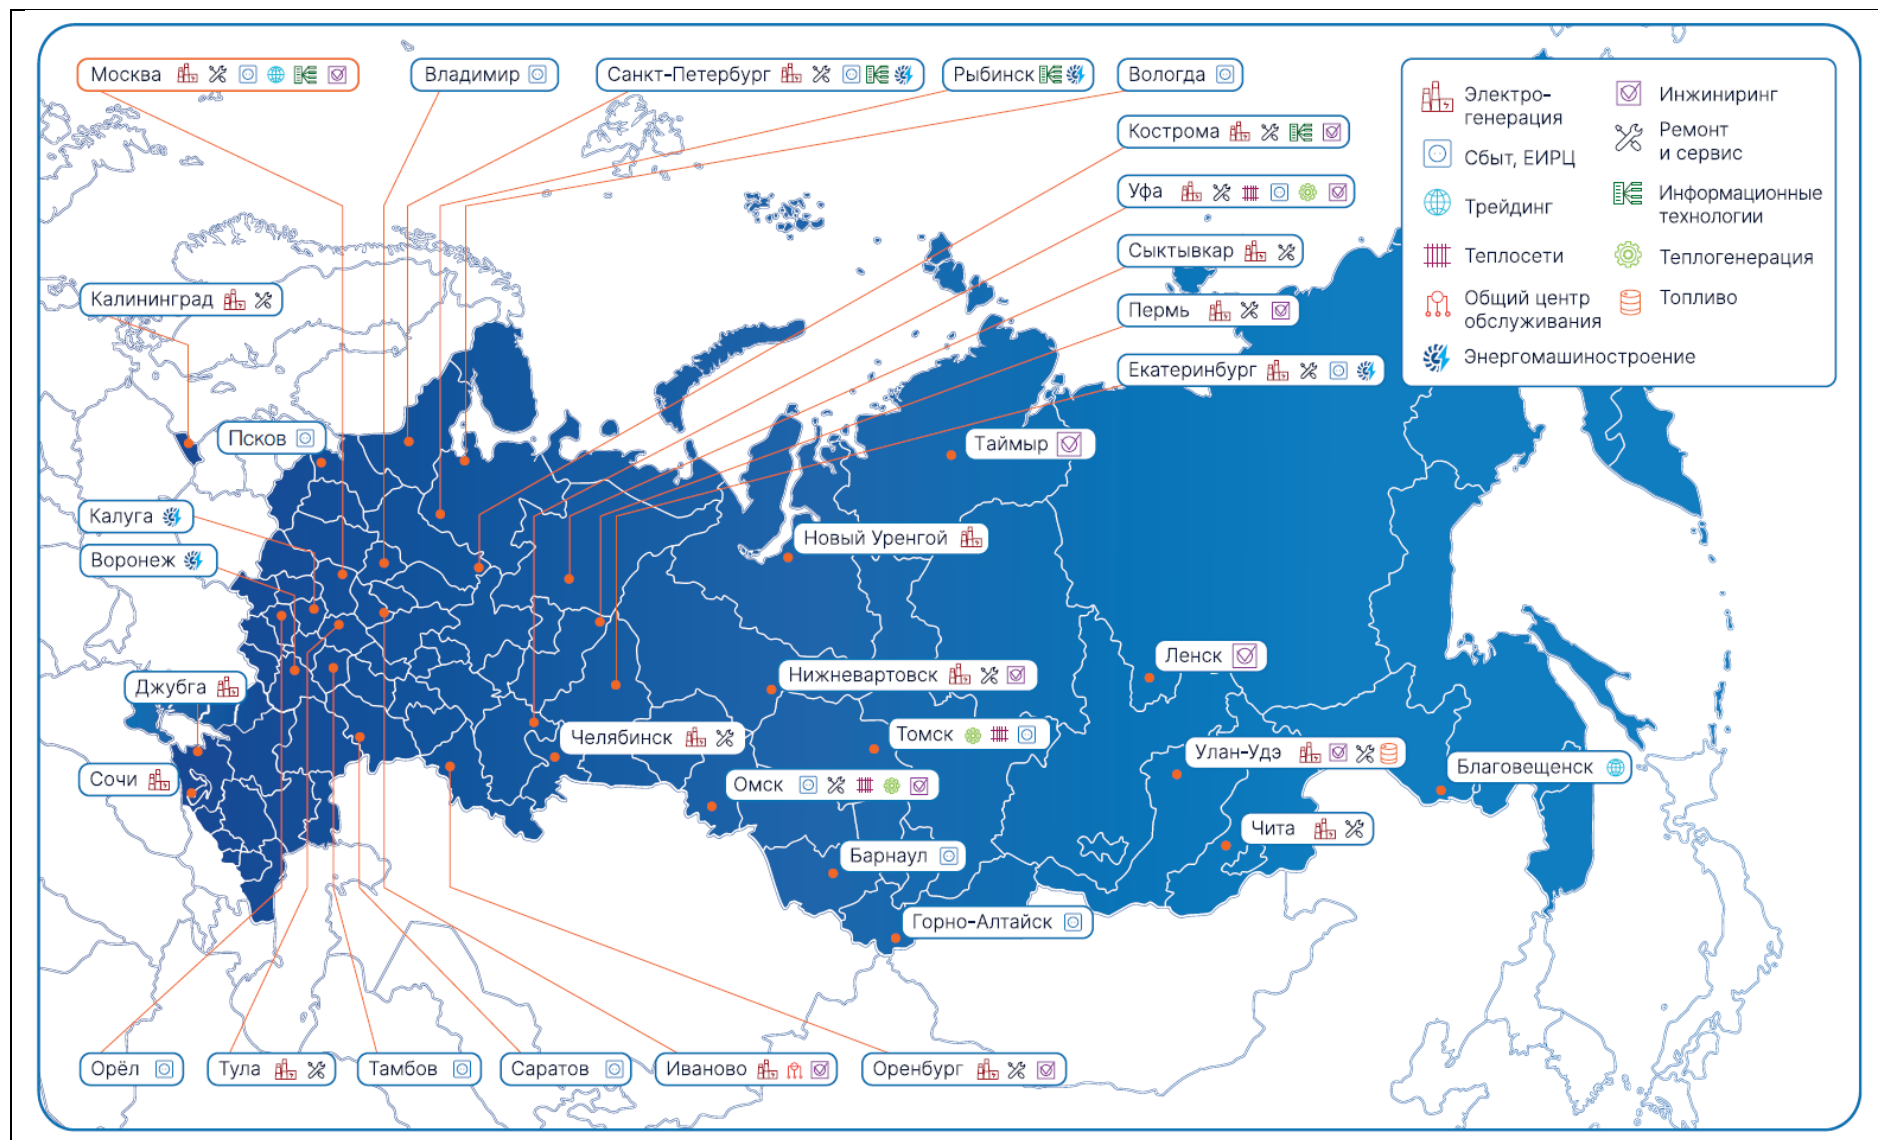 Москва
Владимир
Санкт-Петербург
Рыбинск
Вологда
Электро-
генерация
Инжиниринг
Кострома
Ремонт
и сервис
Сбыт, ЕИРЦ
Уфа
Информационные
технологии
Трейдинг
Сыктывкар
Теплосети
Теплогенерация
Калининград
Пермь
Общий центр
обслуживания
Топливо
Екатеринбург
Энергомашиностроение
Псков
Таймыр
Калуга
Новый Уренгой
Воронеж
Ленск
Джубга
Нижневартовск
Челябинск
Томск
Улан-Удэ
Благовещенск
Сочи
Омск
Чита
Барнаул
Горно-Алтайск
Орёл
Тула
Тамбов
Саратов
Иваново
Оренбург